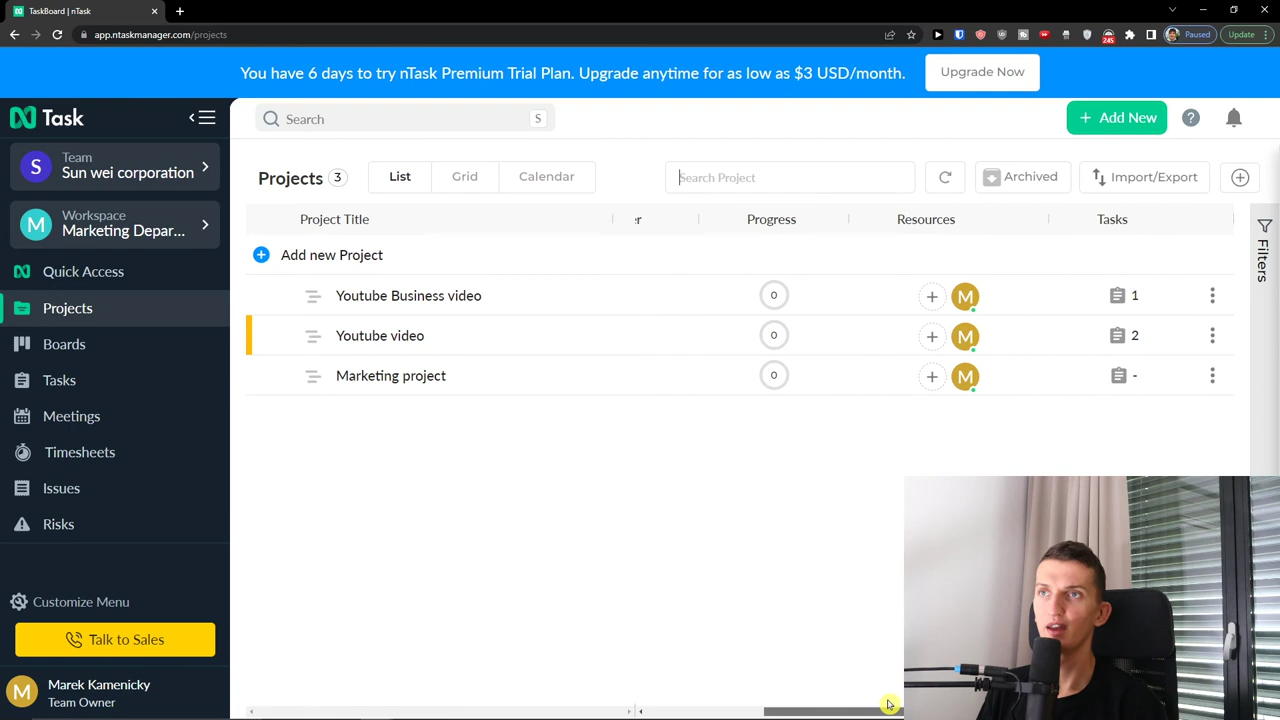 TaskBoard | nTask
app.ntaskmanager.com/projects
245
Paused
Update
You have 6 days to try nTask Premium Trial Plan. Upgrade anytime for as low as $3 USD/month.
Upgrade Now
Task
Search
S
Add New
?
S
Team
Sun wei corporation
M
Workspace
Marketing Depar...
Quick Access
Projects
Boards
Tasks
Meetings
Timesheets
Issues
Risks
Customize Menu
Talk to Sales
M
Marek Kamenicky
Team Owner
Projects 3
List
Grid
Calendar
Search Project
Archived
Import/Export
Project Title
er
Progress
Resources
Tasks
Filters
Add new Project
Youtube Business video
0
M
1
Youtube video
0
M
2
Marketing project
0
M
-